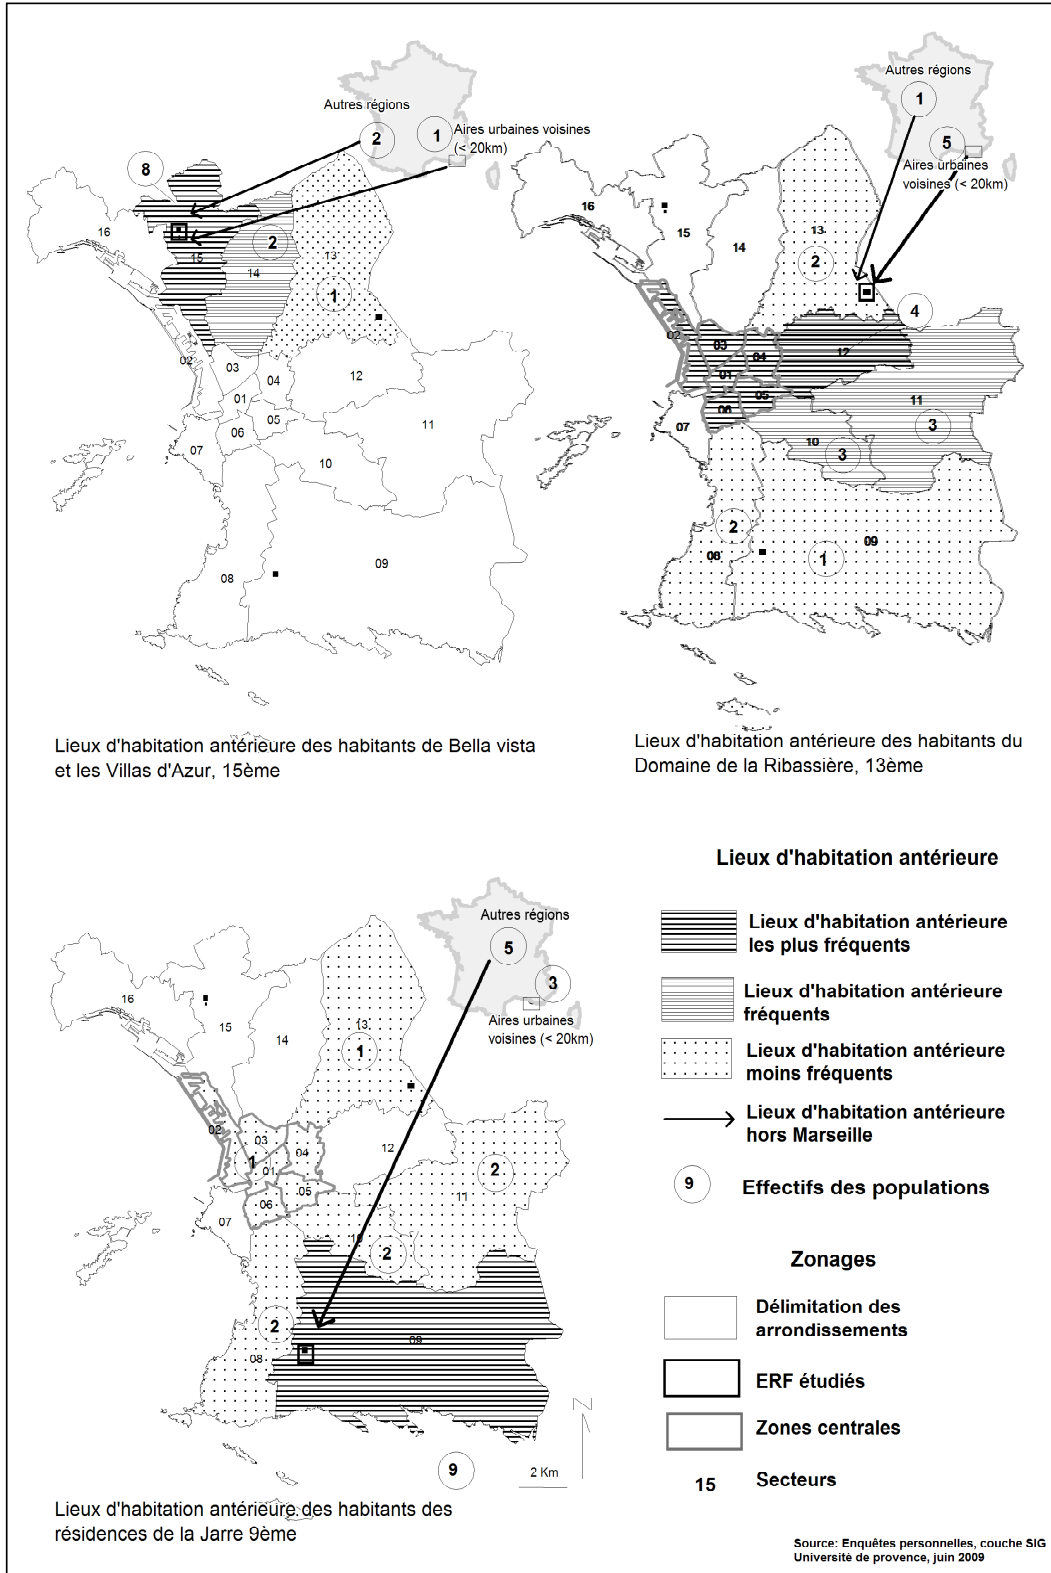 Autres régions
2
1
Aires urbaines voisines
(< 20km)
8
16
15
2
14
13
1
02
03
04
01
05
06
07
12
11
10
08
09
Lieux d'habitation antérieure des habitants de Bella vista
et les Villas d'Azur, 15ème
Autres régions
1
5
Aires urbaines
voisines (< 20km)
16
15
14
13
2
4
02
03
04
01
05
06
07
12
11
3
10
3
2
08
09
1
Lieux d'habitation antérieure des habitants du
Domaine de la Ribassière, 13ème
Autres régions
5
3
Aires urbaines
voisines (< 20km)
16
15
14
13
1
02
03
04
1
01
05
06
07
12
2
11
10
2
2
08
09
9
2 Km
N
Lieux d'habitation antérieure des habitants des
résidences de la Jarre 9ème
Lieux d'habitation antérieure
Lieux d'habitation antérieure
les plus fréquents
Lieux d'habitation antérieure
fréquents
Lieux d'habitation antérieure
moins fréquents
Lieux d'habitation antérieure
hors Marseille
9
Effectifs des populations
Zonages
Délimitation des
arrondissements
ERF étudiés
Zones centrales
15
Secteurs
Source: Enquêtes personnelles, couche SIG
Université de provence, juin 2009